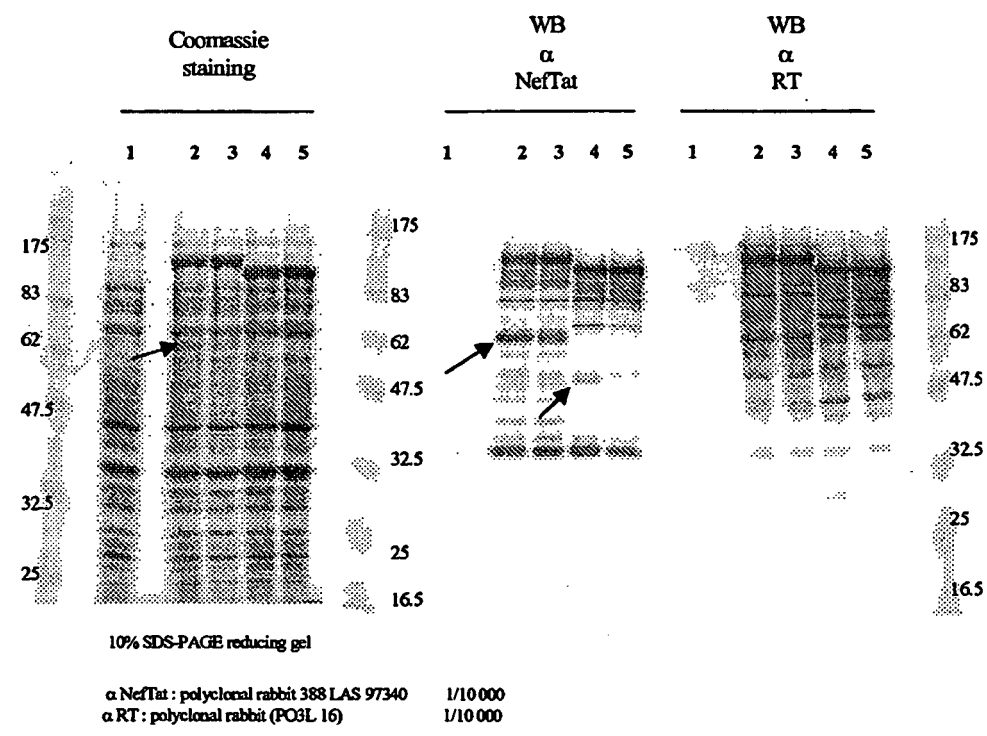 Coomassie
staining
WB
α
NefTat
WB
α
RT
1 2 3 4 5
1 2 3 4 5
1 2 3 4 5
175
83
62
47.5
32.5
25
175
83
62
47.5
32.5
25
16.5
175
83
62
47.5
32.5
25
16.5
10% SDS-PAGE reducing gel
α NefTat : polyclonal rabbit 388 LAS 97340 1/10 000
α RT : polyclonal rabbit (PO3L 16) 1/10 000